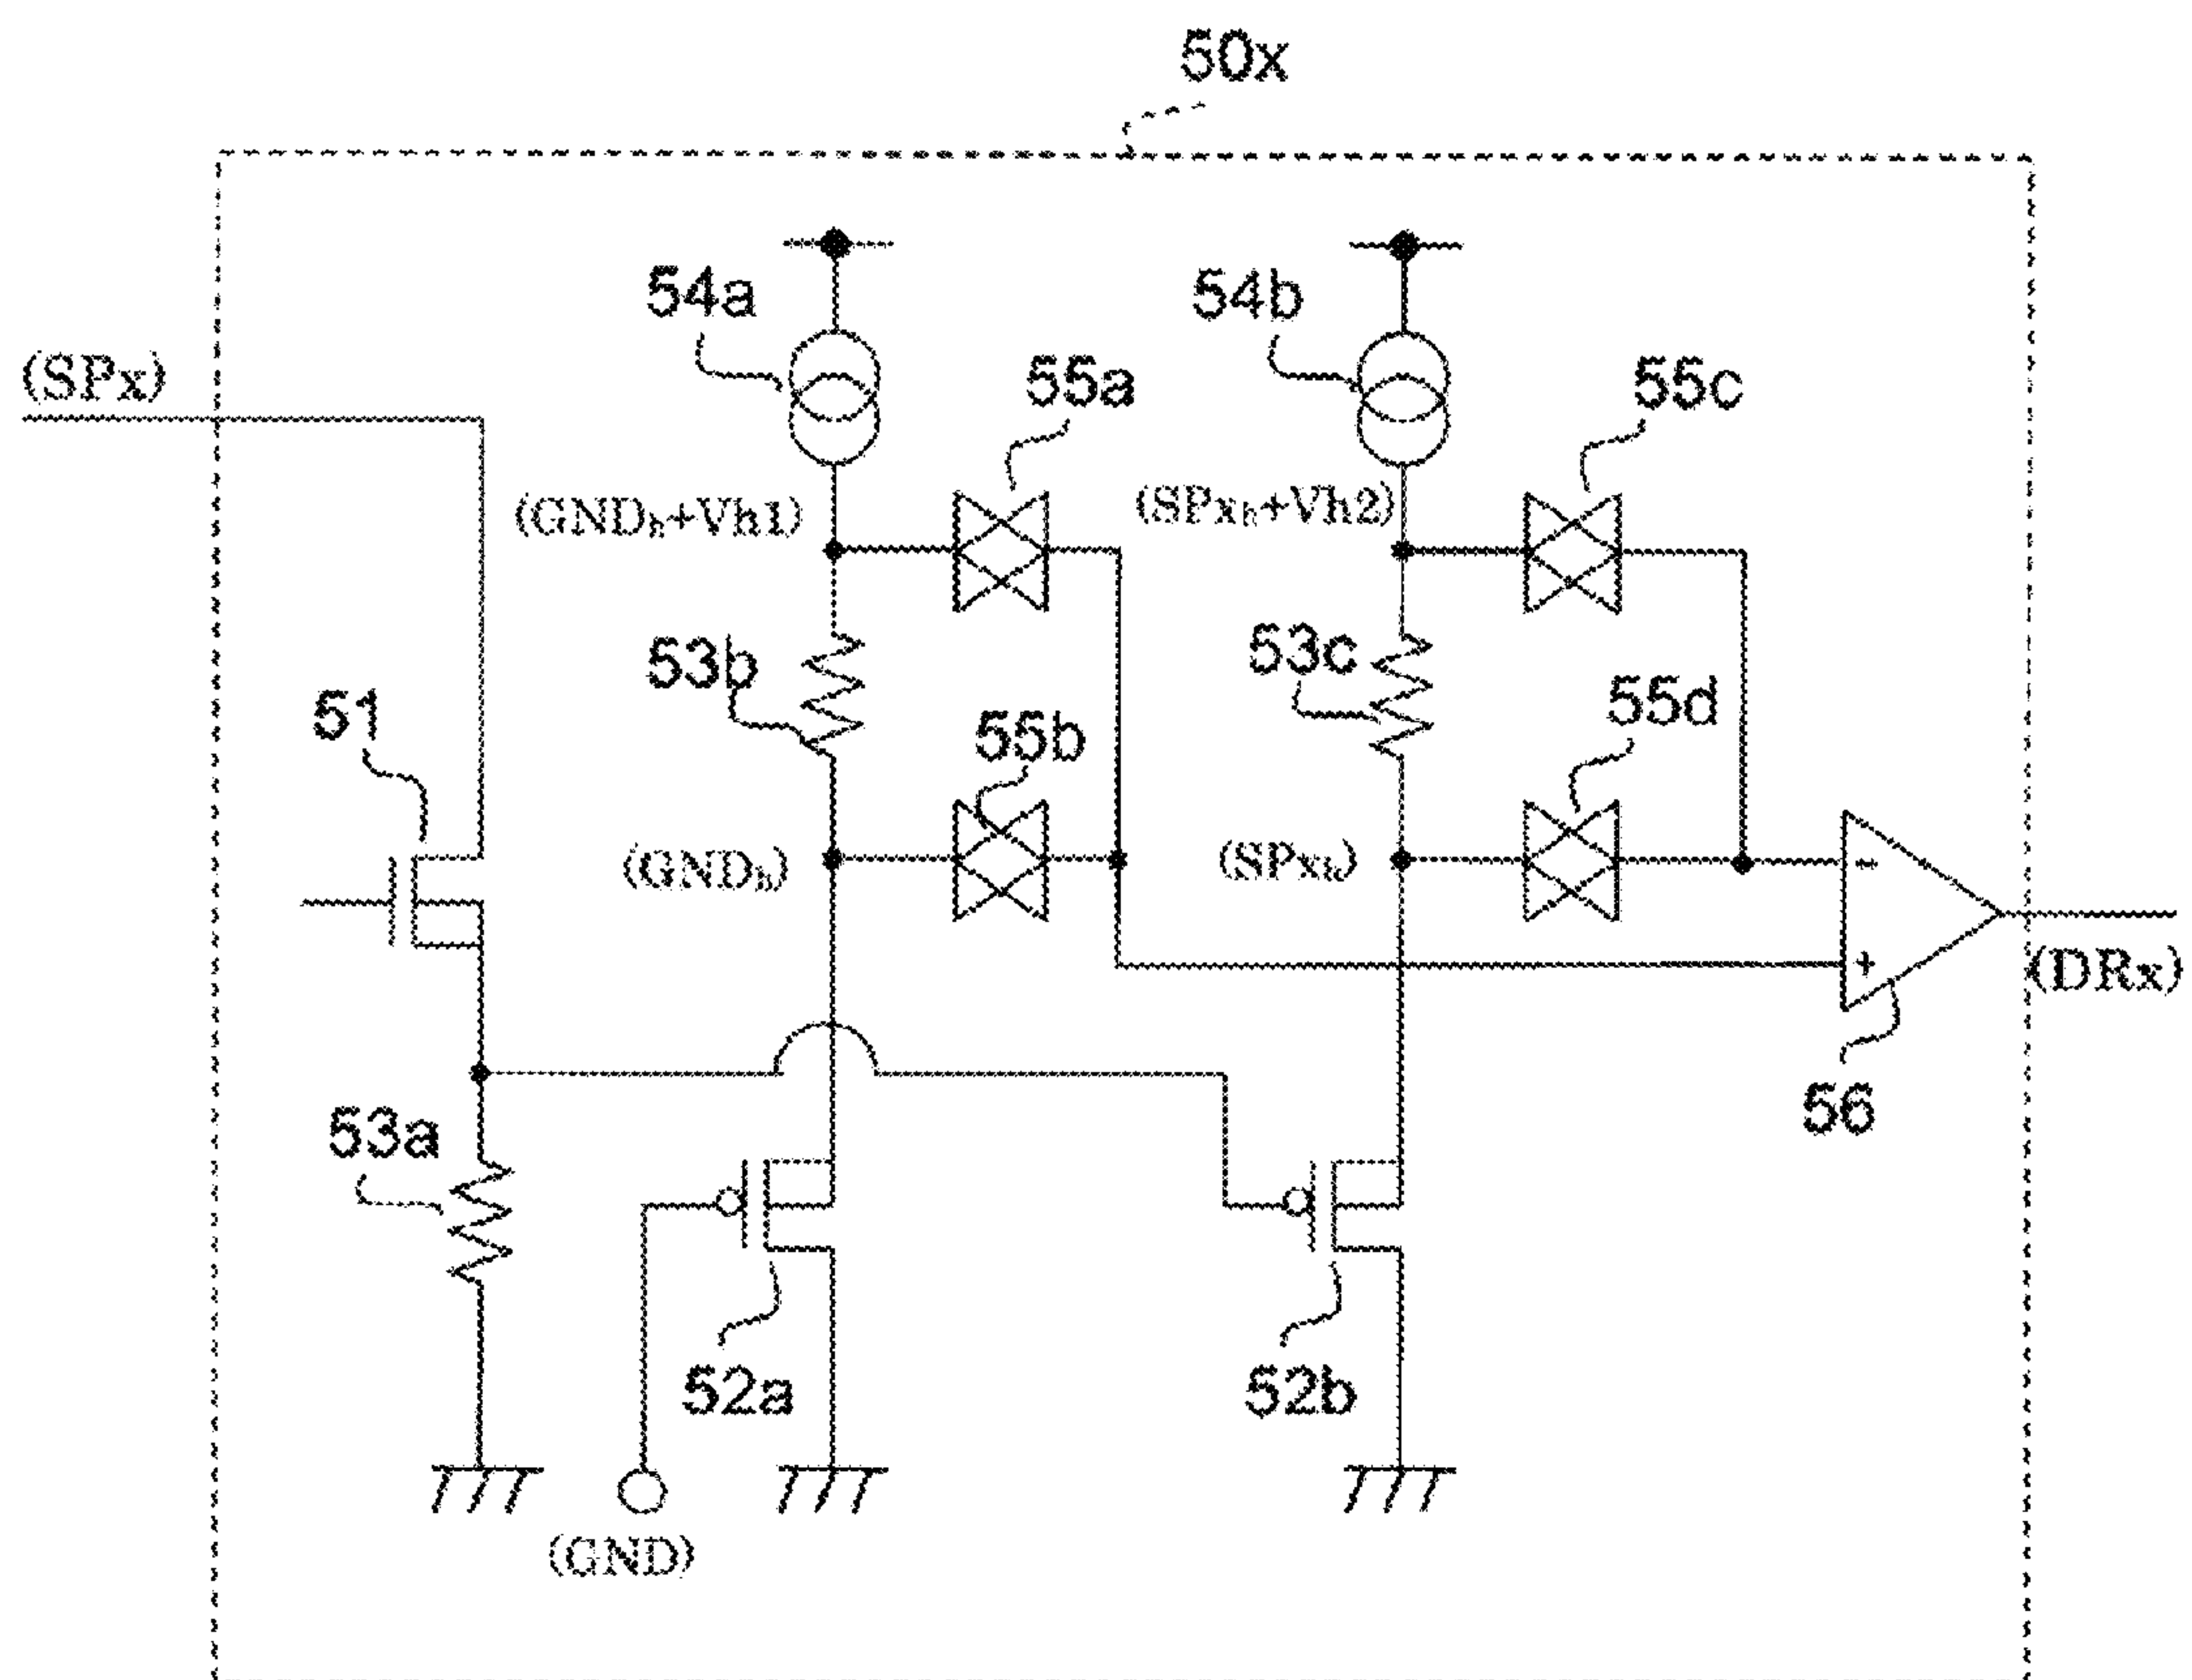 50x
54a
54b
(SPx)
55a
55c
(GNDₕ+Vh1)
(SPxₕ+Vh2)
53b
53c
51
55b
55d
(GNDₕ)
(SPxₕ)
−
+
(DRx)
53a
56
52a
52b
(GND)